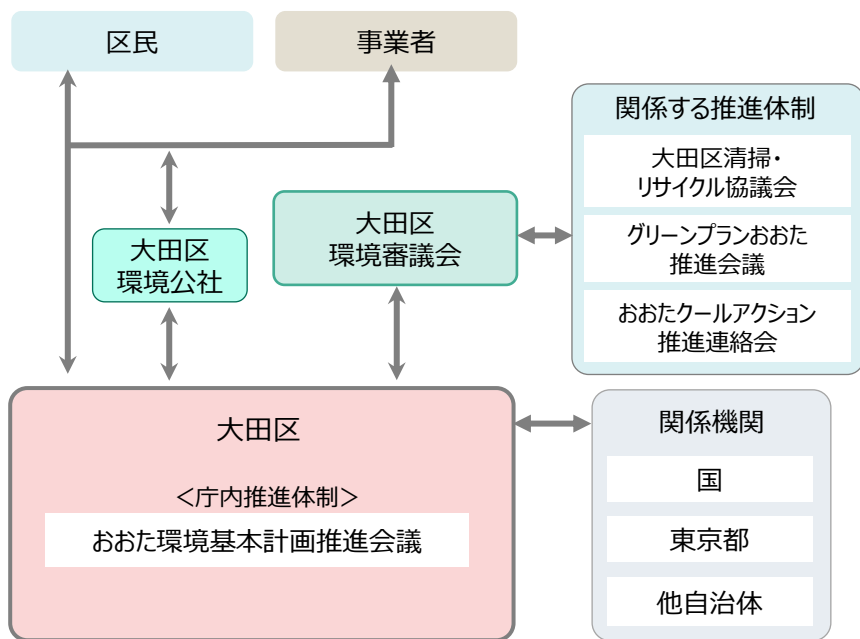 区民
事業者
関係する推進体制
大田区清掃・
リサイクル協議会
グリーンプランおおた
推進会議
おおたクールアクション
推進連絡会
大田区
環境審議会
大田区
環境公社
大田区
＜庁内推進体制＞
おおた環境基本計画推進会議
関係機関
国
東京都
他自治体